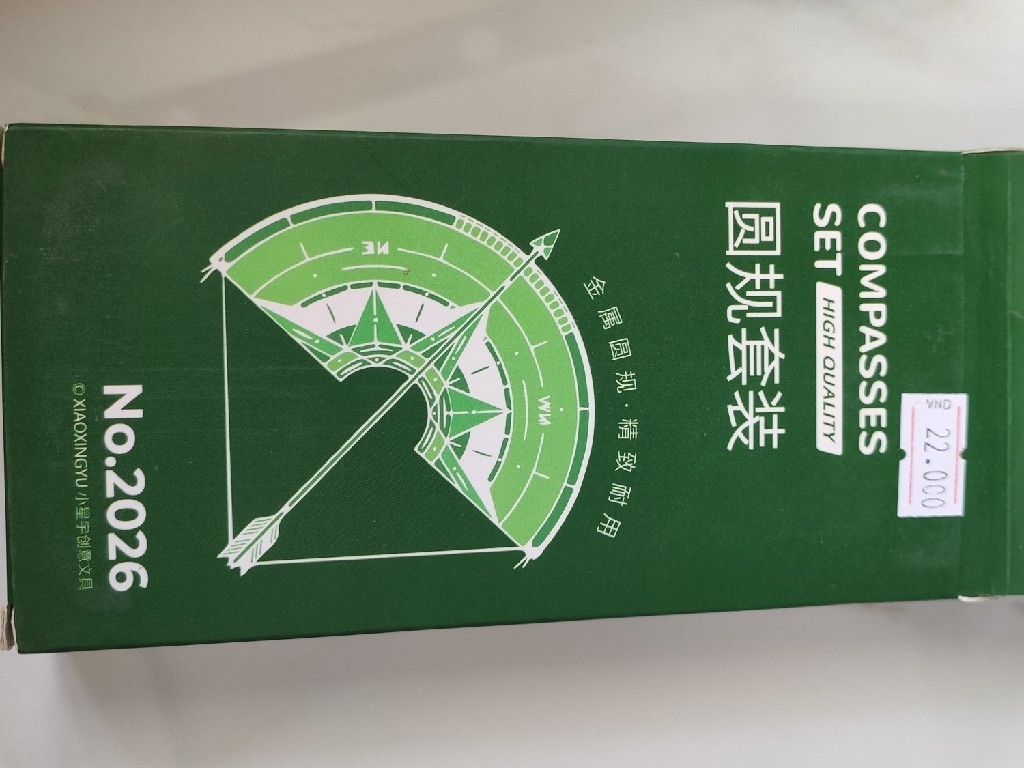 VND
22.000
COMPASSES
SET HIGH QUALITY
圆规套装
金属圆规·精致耐用
NW
NE
No.2026
©XIAOXINGYU 小星宇创意文具